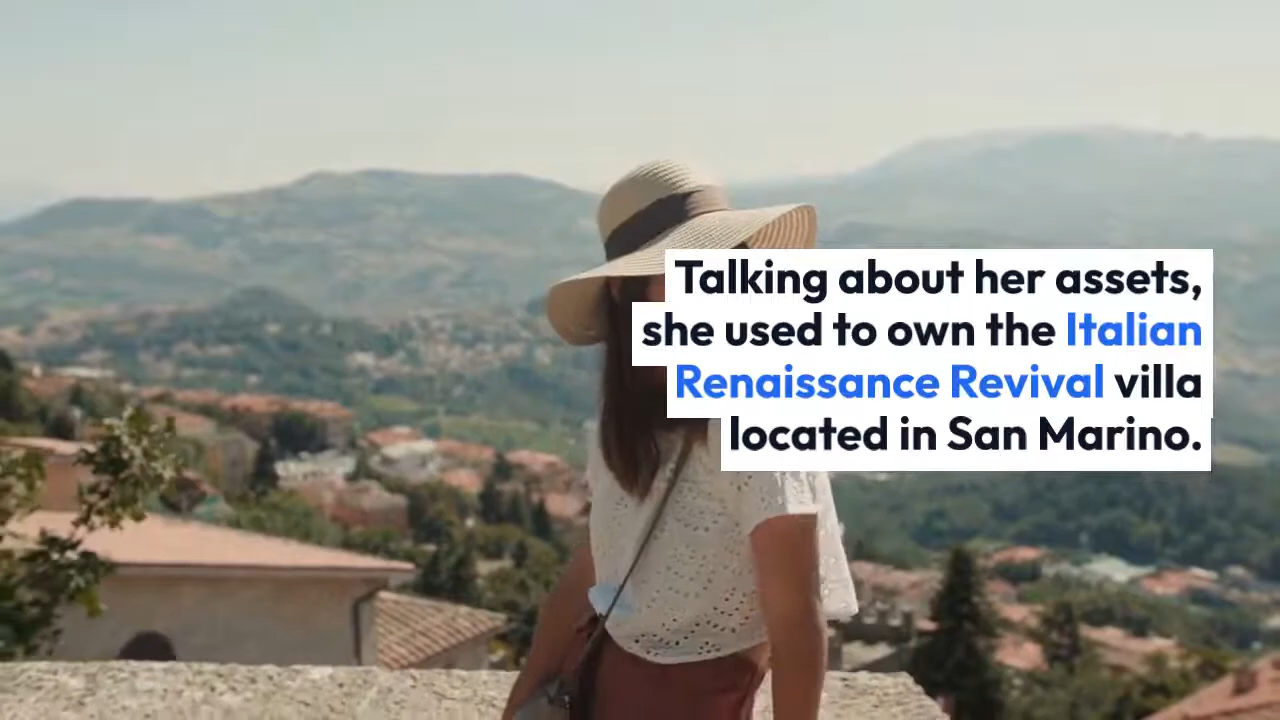 Talking about her assets,
she used to own the Italian
Renaissance Revival villa
located in San Marino.